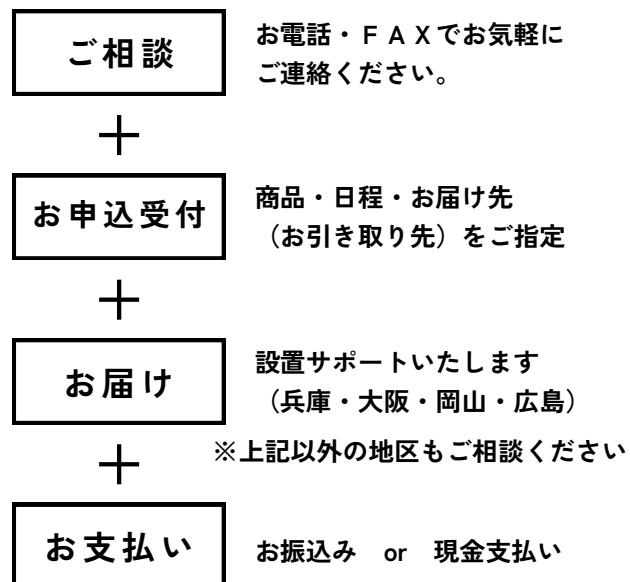 ご相談
お電話・ＦＡＸでお気軽に
ご連絡ください。
＋
お申込受付
商品・日程・お届け先
（お引き取り先）をご指定
＋
お届け
設置サポートいたします
（兵庫・大阪・岡山・広島）
※上記以外の地区もご相談ください
＋
お支払い
お振込み　or　現金支払い